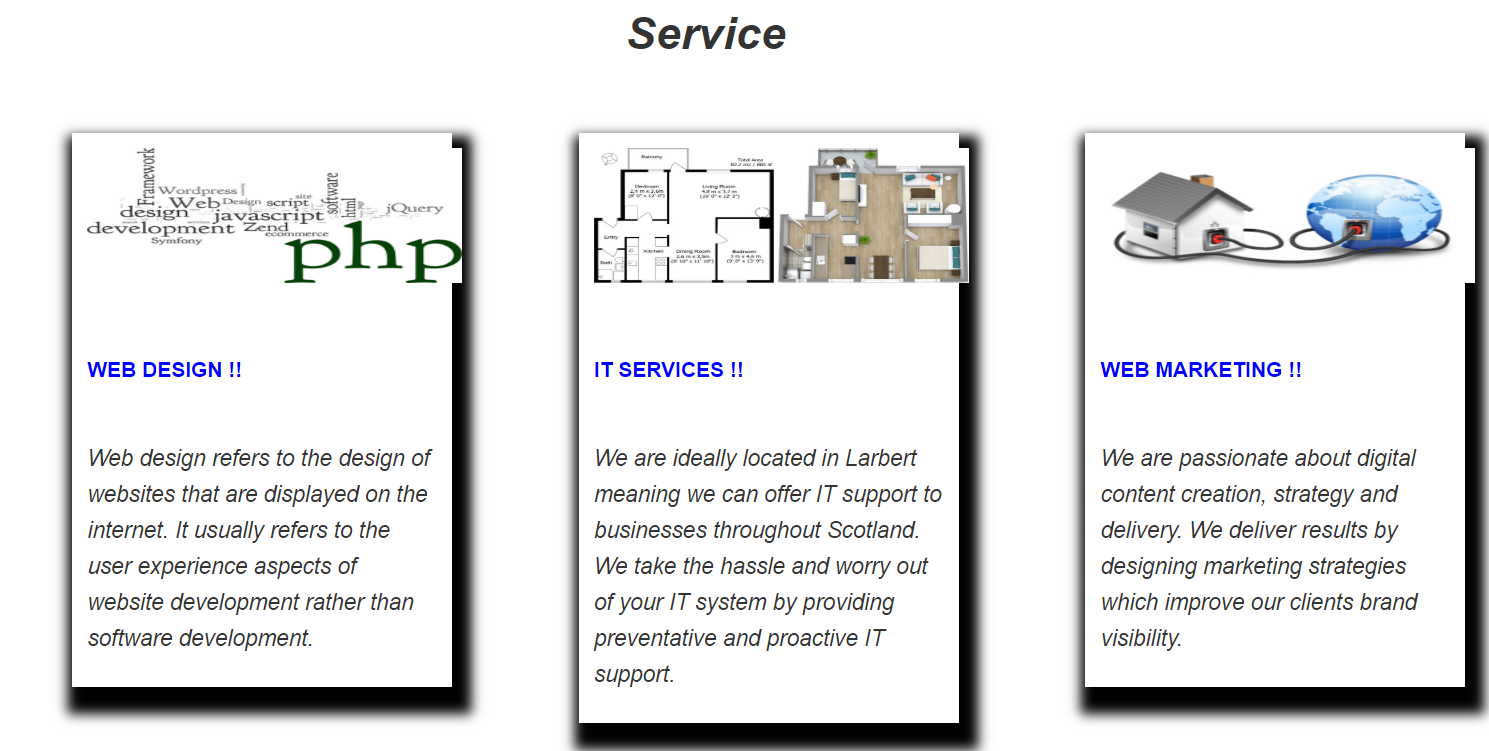 Service
Framework
Wordpress
software
site
Web Design script
html
design javascript
jQuery
development Zend
ecommerce
Symfony
php
Balcony
Total Area
Bedroom
Living Room
Entry
Kitchen
Dining Room
Bedroom
Bath
WEB DESIGN !!
Web design refers to the design of
websites that are displayed on the
internet. It usually refers to the
user experience aspects of
website development rather than
software development.
IT SERVICES !!
We are ideally located in Larbert
meaning we can offer IT support to
businesses throughout Scotland.
We take the hassle and worry out
of your IT system by providing
preventative and proactive IT
support.
WEB MARKETING !!
We are passionate about digital
content creation, strategy and
delivery. We deliver results by
designing marketing strategies
which improve our clients brand
visibility.